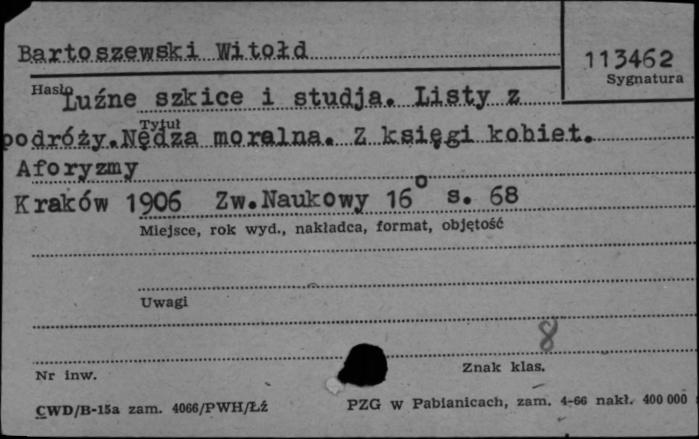 Bartoszewski Witołd
113462
Sygnatura
Hasło
Luźne szkice i studja. Listy z
Tytuł
podróży.Nędza moralna. Z księgi kobiet.
Aforyzmy
Kraków 1906 Zw.Naukowy 16° s. 68
Miejsce, rok wyd., nakładca, format, objętość
Uwagi
8
Nr inw.
Znak klas.
CWD/B-15a zam. 4066/PWH/Łź
PZG w Pabianicach, zam. 4-66 nakł. 400 000